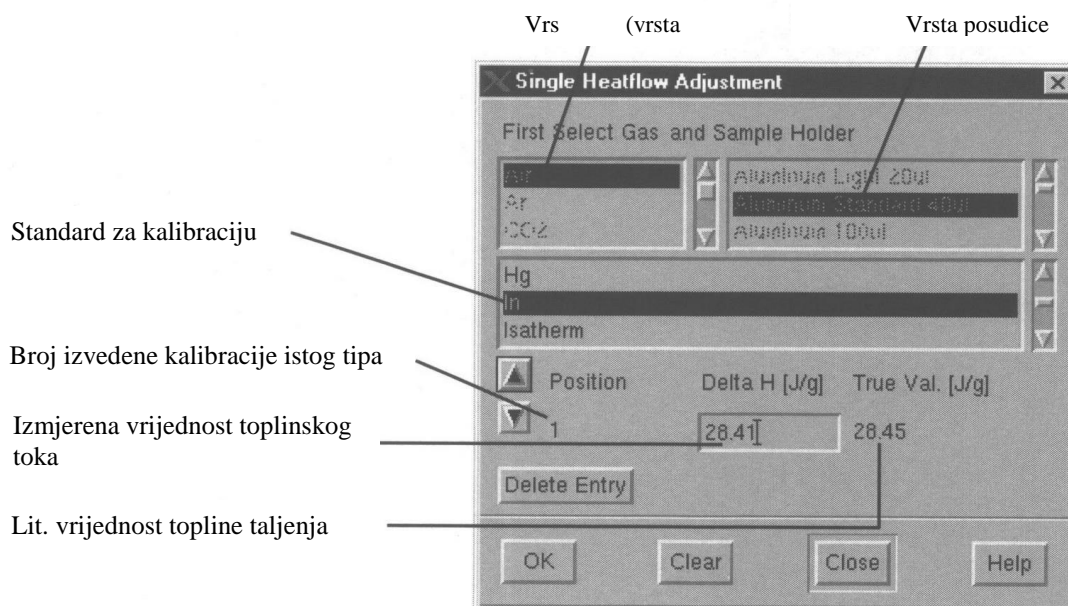 Vrs (vrsta
Vrsta posudice
Single Heatflow Adjustment
First Select Gas and Sample Holder
Air
Ar
CO2
Aluminum Light 20ul
Aluminum Standard 40ul
Aluminum 100ul
Standard za kalibraciju
Hg
In
Isatherm
Broj izvedene kalibracije istog tipa
Position Delta H [J/g] True Val. [J/g]
Izmjerena vrijednost toplinskog
toka
1 28.41 28.45
Delete Entry
Lit. vrijednost topline taljenja
OK Clear Close Help